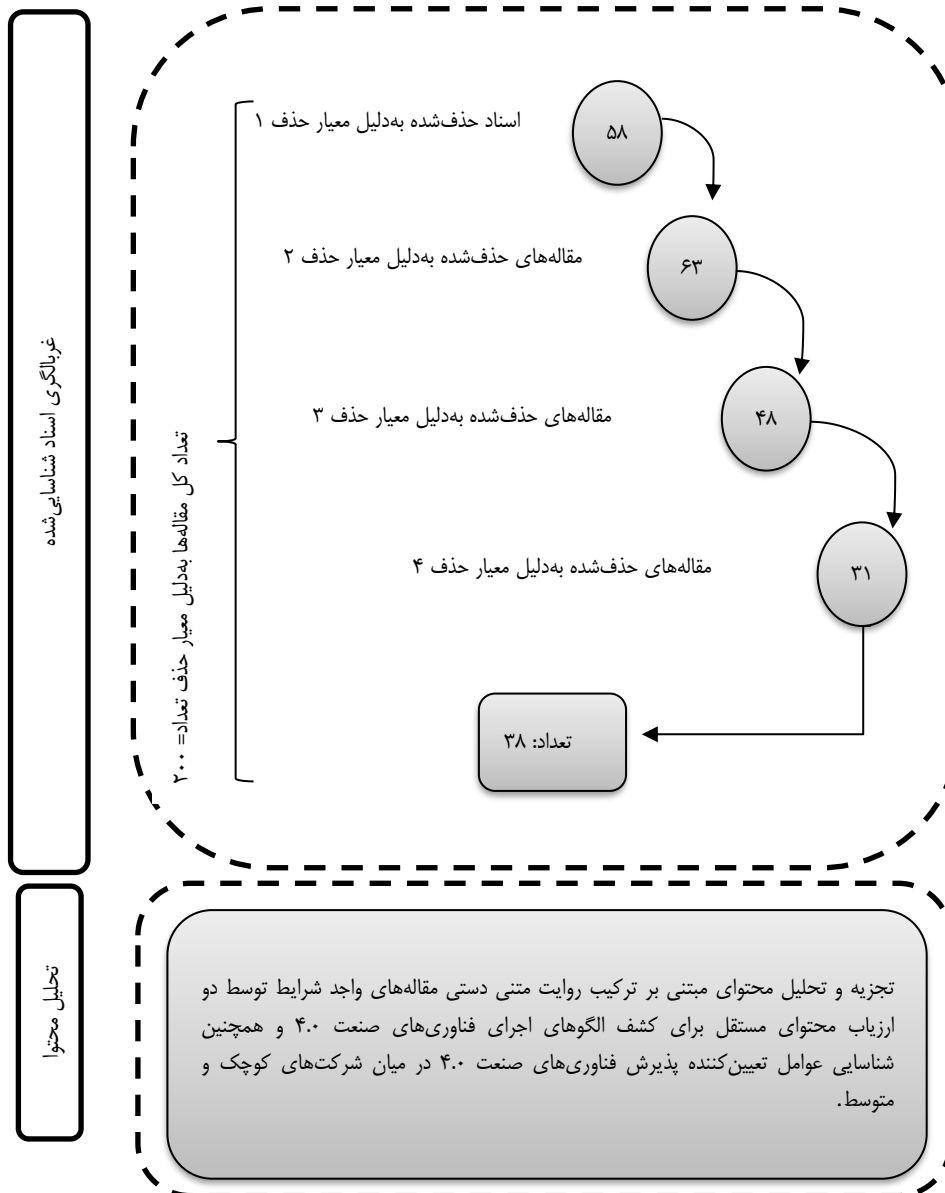 غربالگری اسناد شناسایی‌شده
اسناد حذف‌شده به‌دلیل معیار حذف ۱
۵۸
مقاله‌های حذف‌شده به‌دلیل معیار حذف ۲
۶۳
مقاله‌های حذف‌شده به‌دلیل معیار حذف ۳
۴۸
مقاله‌های حذف‌شده به‌دلیل معیار حذف ۴
۳۱
تعداد کل مقاله‌ها به‌دلیل معیار حذف تعداد= ۲۰۰
تعداد: ۳۸
تحلیل محتوا
تجزیه و تحلیل محتوای مبتنی بر ترکیب روایت متنی دستی مقاله‌های واجد شرایط توسط دو
ارزیاب محتوای مستقل برای کشف الگوهای اجرای فناوری‌های صنعت ۴.۰ و همچنین
شناسایی عوامل تعیین‌کننده پذیرش فناوری‌های صنعت ۴.۰ در میان شرکت‌های کوچک و
متوسط.